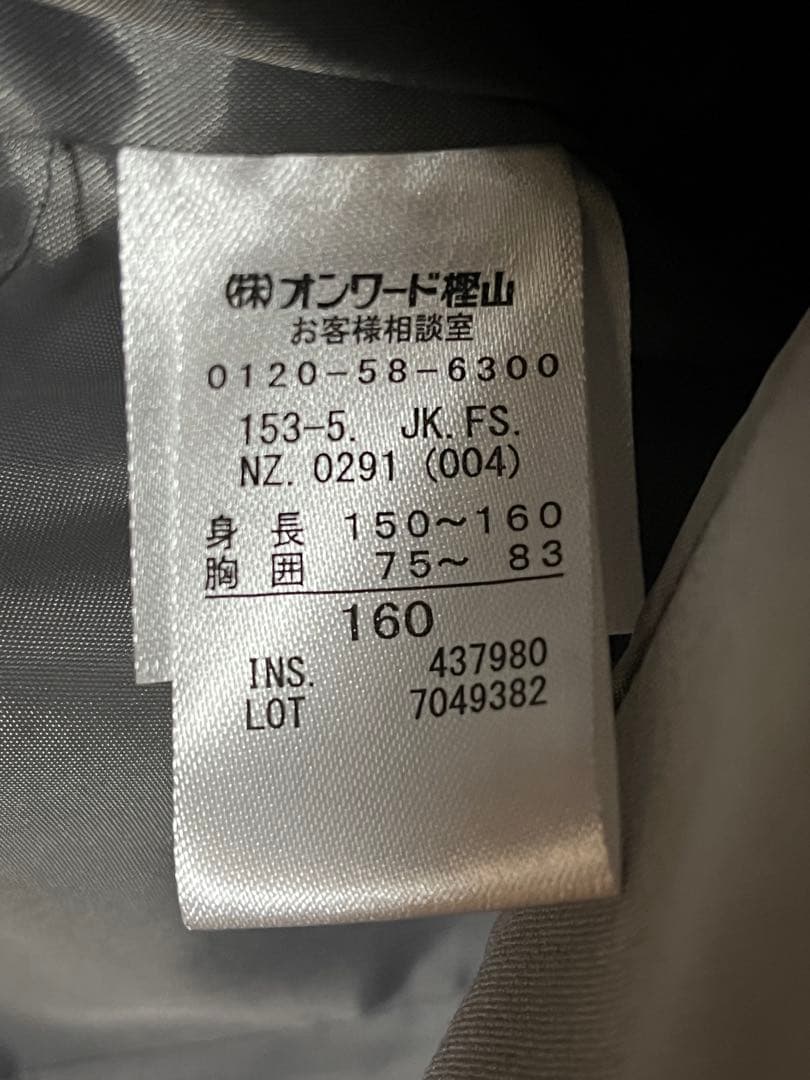 ㈱オンワード樫山
お客様相談室
0120-58-6300
153-5. JK.FS.
NZ. 0291 (004)
身長 150～160
胸囲 75～ 83
160
INS. 437980
LOT 7049382